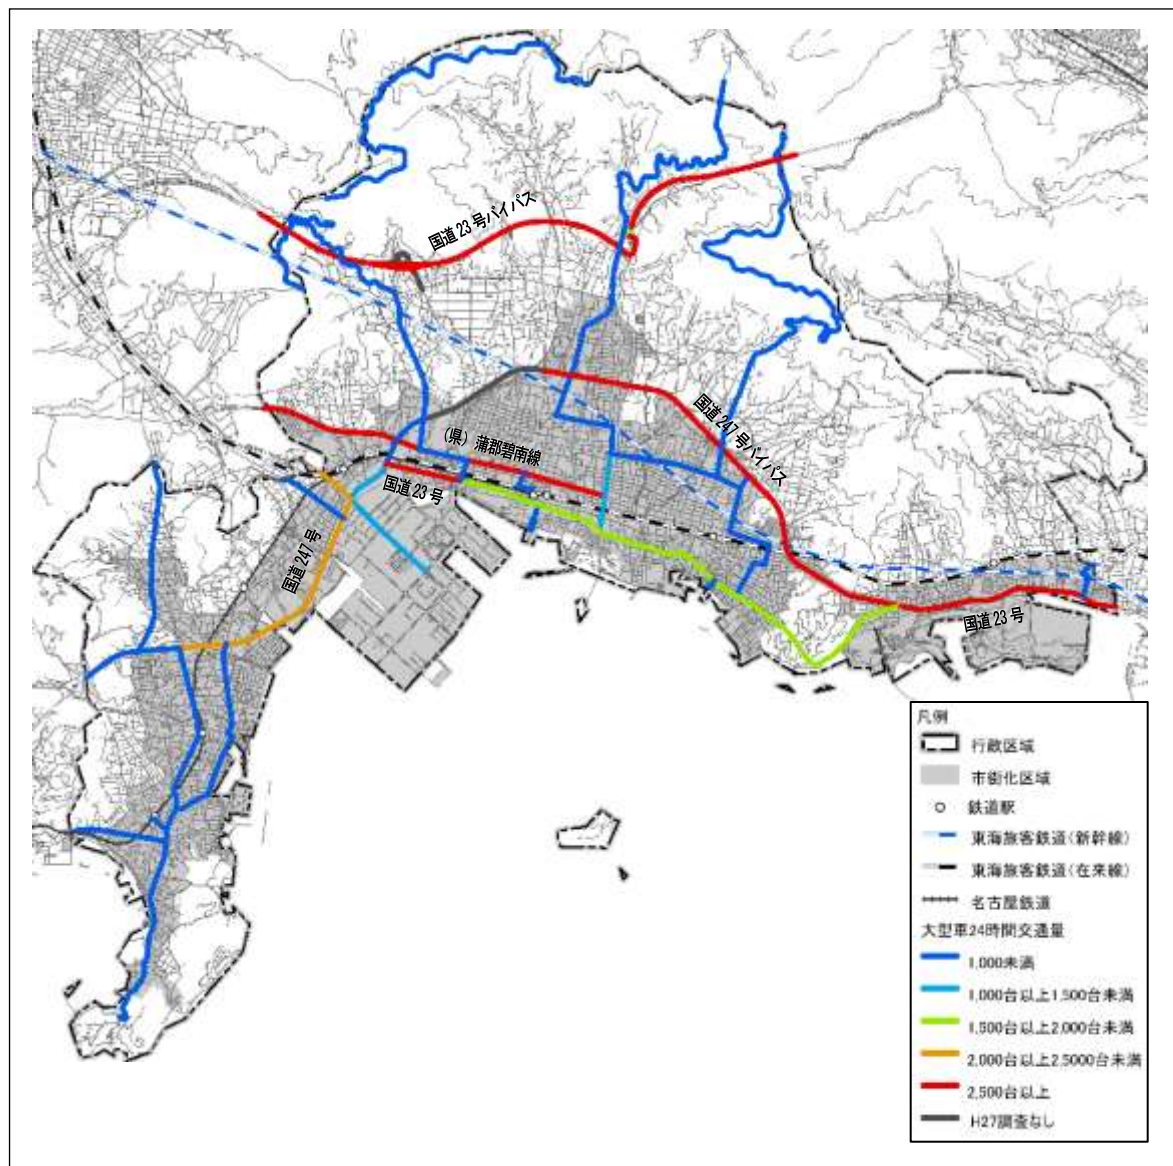 国道23号バイパス
国道247号バイパス
(県) 蒲郡碧南線
国道23号
国道247号
国道23号
凡例
行政区域
市街化区域
鉄道駅
東海旅客鉄道(新幹線)
東海旅客鉄道(在来線)
名古屋鉄道
大型車24時間交通量
1,000未満
1,000台以上1,500台未満
1,500台以上2,000台未満
2,000台以上2,5000台未満
2,500台以上
H27調査なし